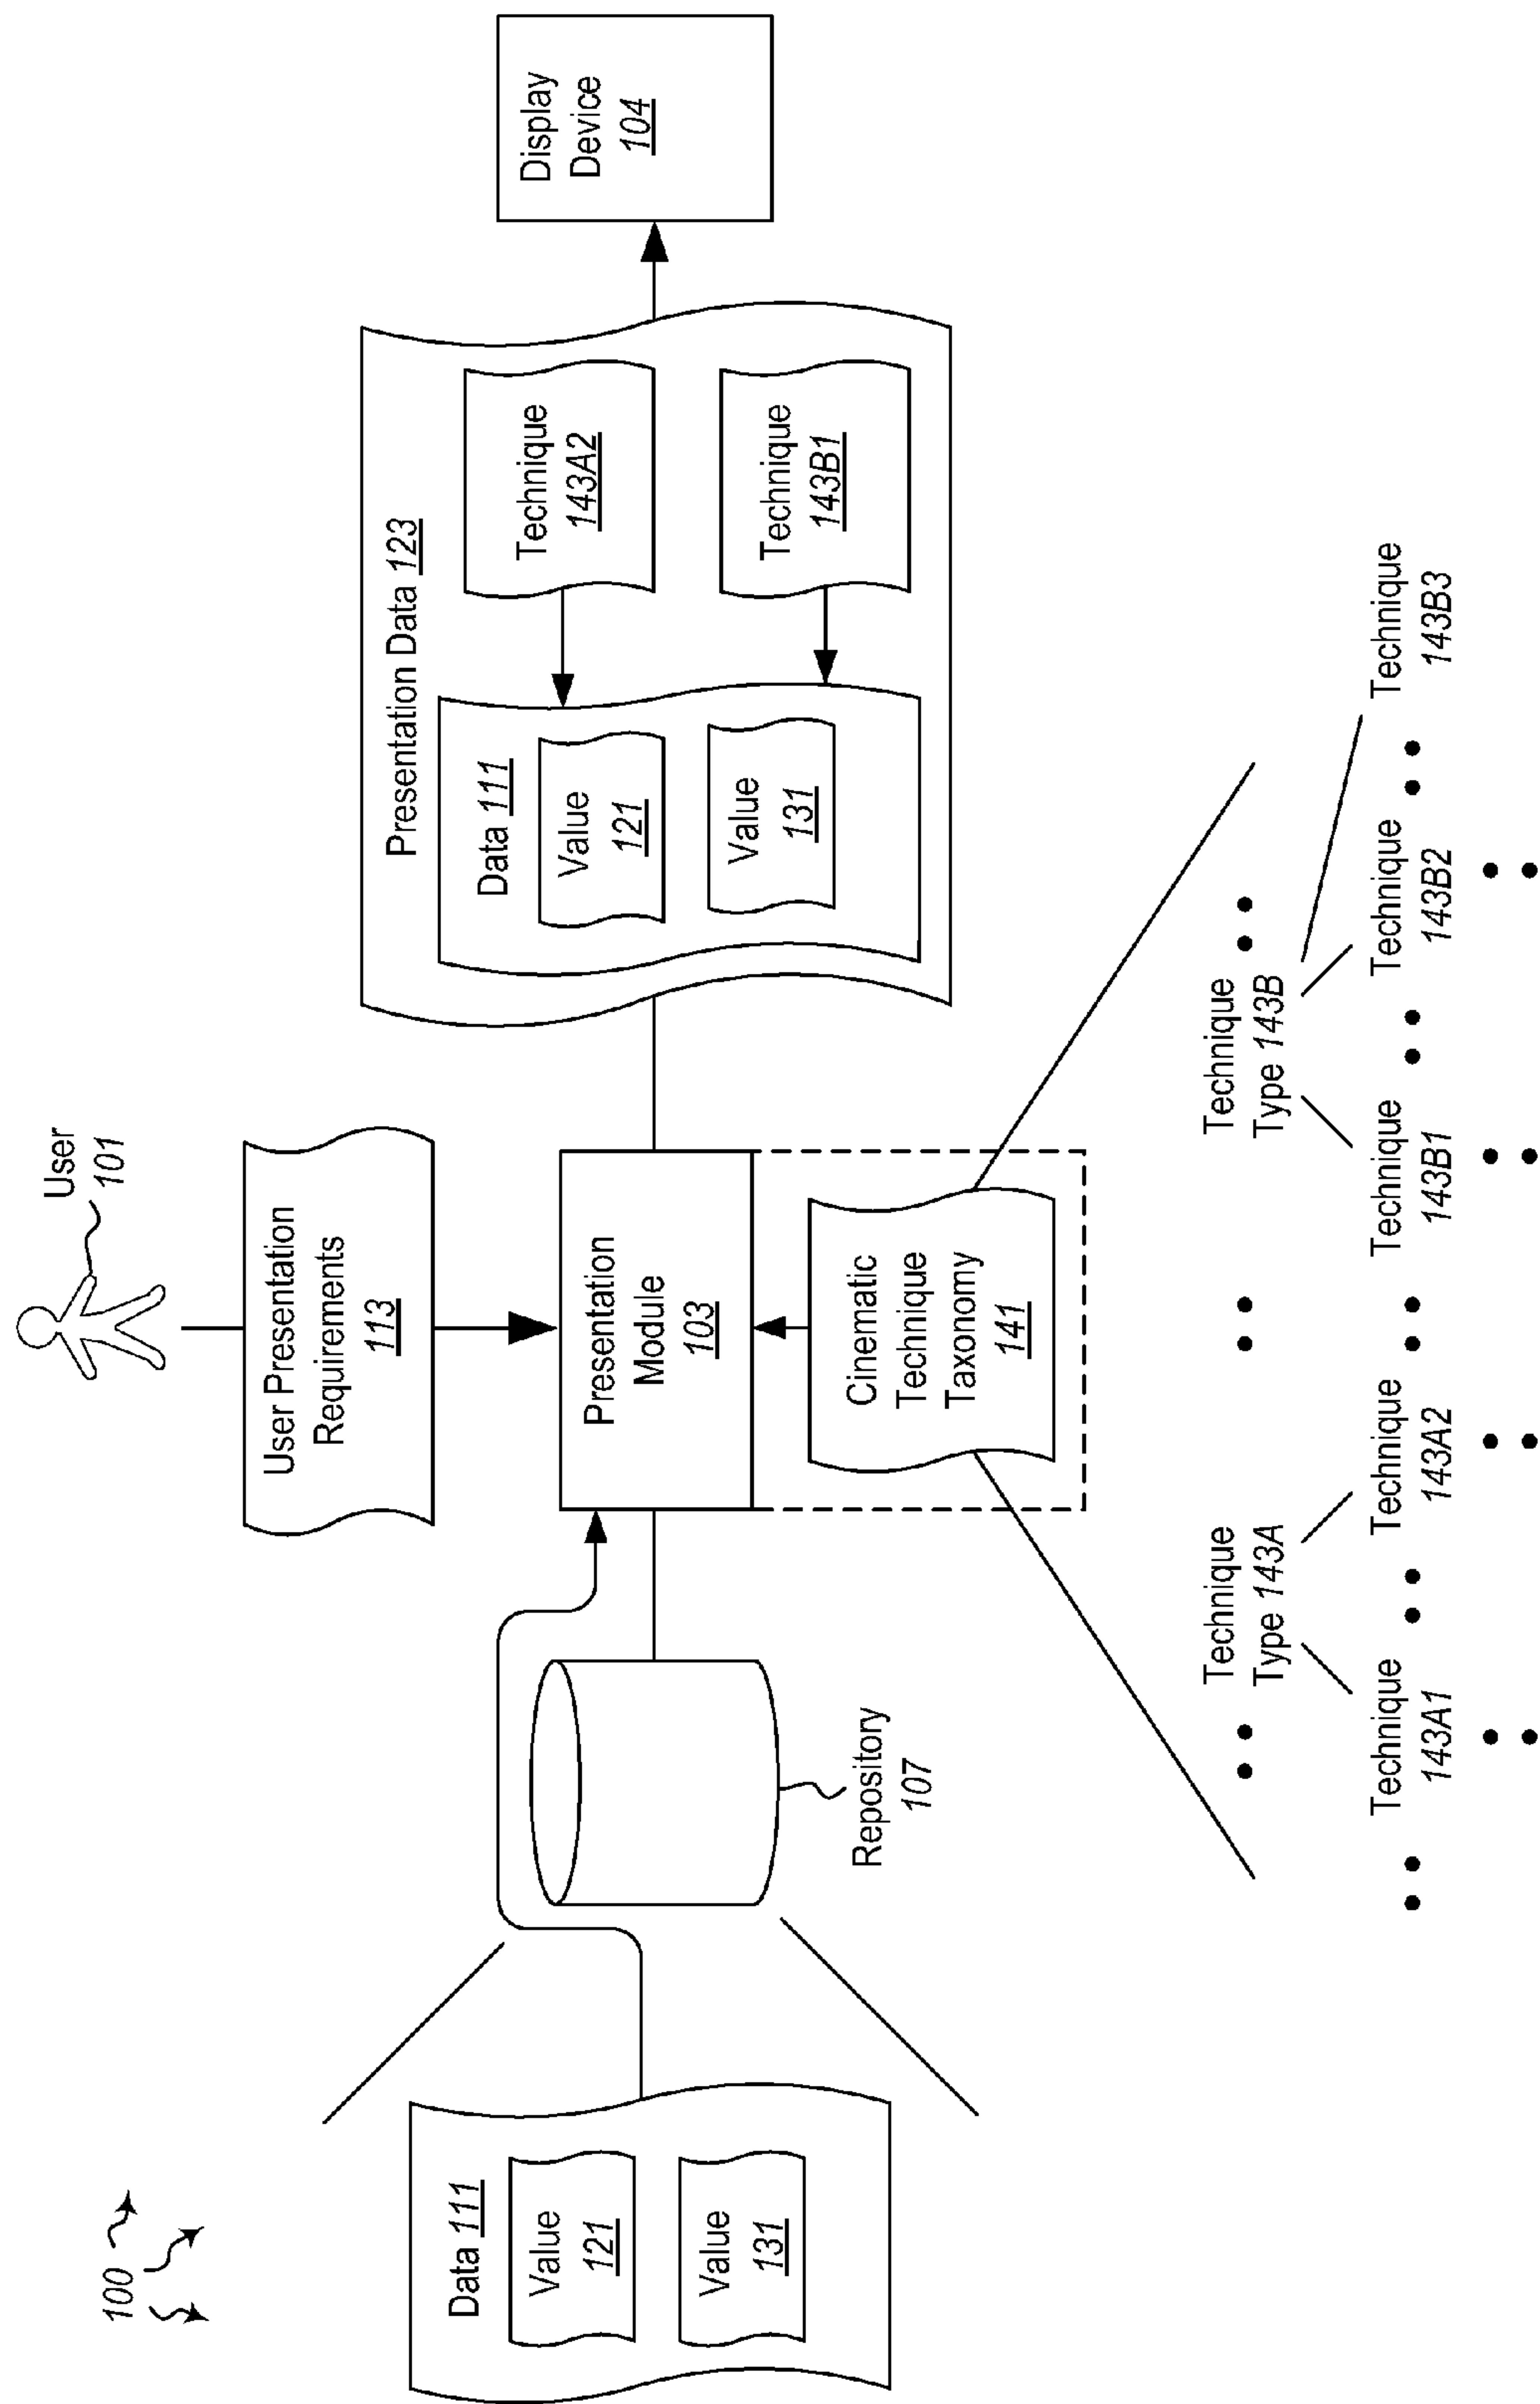 100
User
101
User Presentation
Requirements
113
Data 111
Value
121
Value
131
Repository
107
Presentation
Module
103
Cinematic
Technique
Taxonomy
141
Presentation Data 123
Data 111
Value
121
Value
131
Technique
143A2
Technique
143B1
Display
Device
104
Technique
Type 143A
Technique
Type 143B
Technique
143A1
Technique
143A2
Technique
143B1
Technique
143B2
Technique
143B3